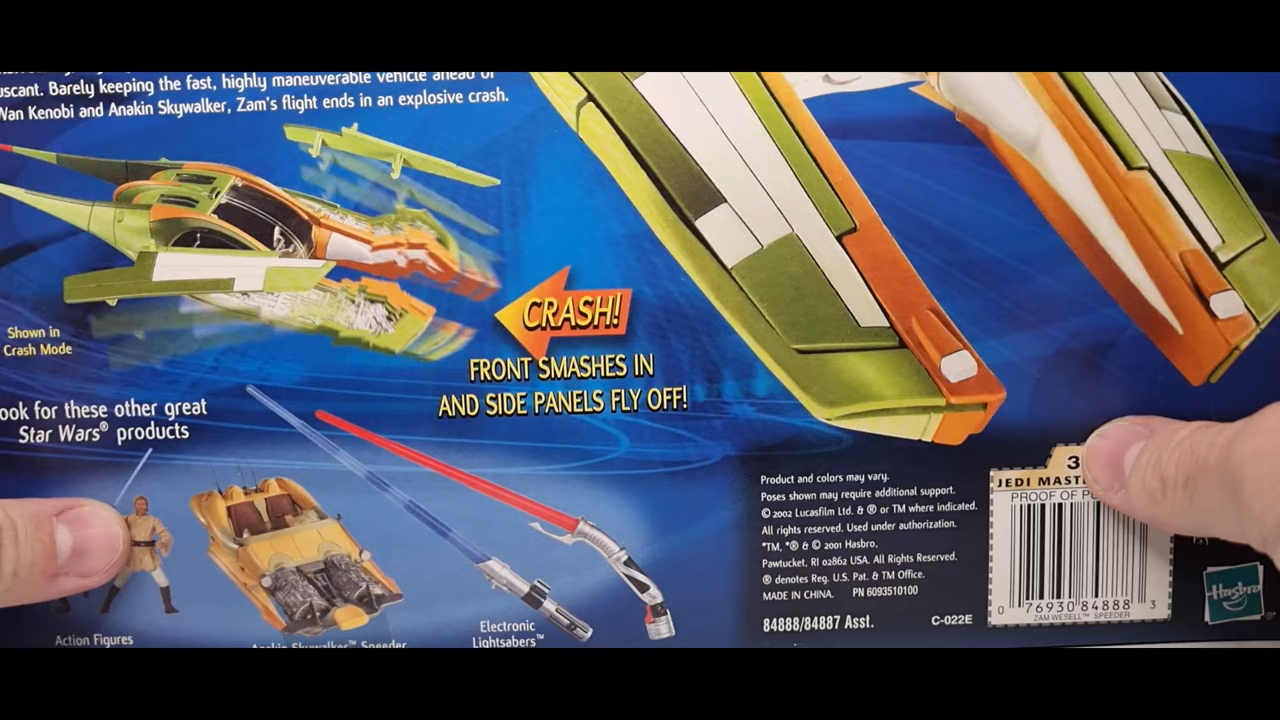 uscant. Barely keeping the fast, highly maneuverable vehicle ahead of
Wan Kenobi and Anakin Skywalker, Zam's flight ends in an explosive crash.
CRASH!
FRONT SMASHES IN
AND SIDE PANELS FLY OFF!
Shown in
Crash Mode
ook for these other great
Star Wars® products
Action Figures
Anakin Skywalker™ Speeder
Electronic
Lightsabers™
Product and colors may vary.
Poses shown may require additional support.
© 2002 Lucasfilm Ltd. & ® or TM where indicated.
All rights reserved. Used under authorization.
*TM, *® & © 2001 Hasbro.
Pawtucket, RI 02862 USA. All Rights Reserved.
® denotes Reg. U.S. Pat. & TM Office.
MADE IN CHINA. PN 6093510100
84888/84887 Asst. C-022E
3
JEDI MAST
PROOF OF P
0 76930 84888 3
ZAM WESELL™ SPEEDER
Hasbro